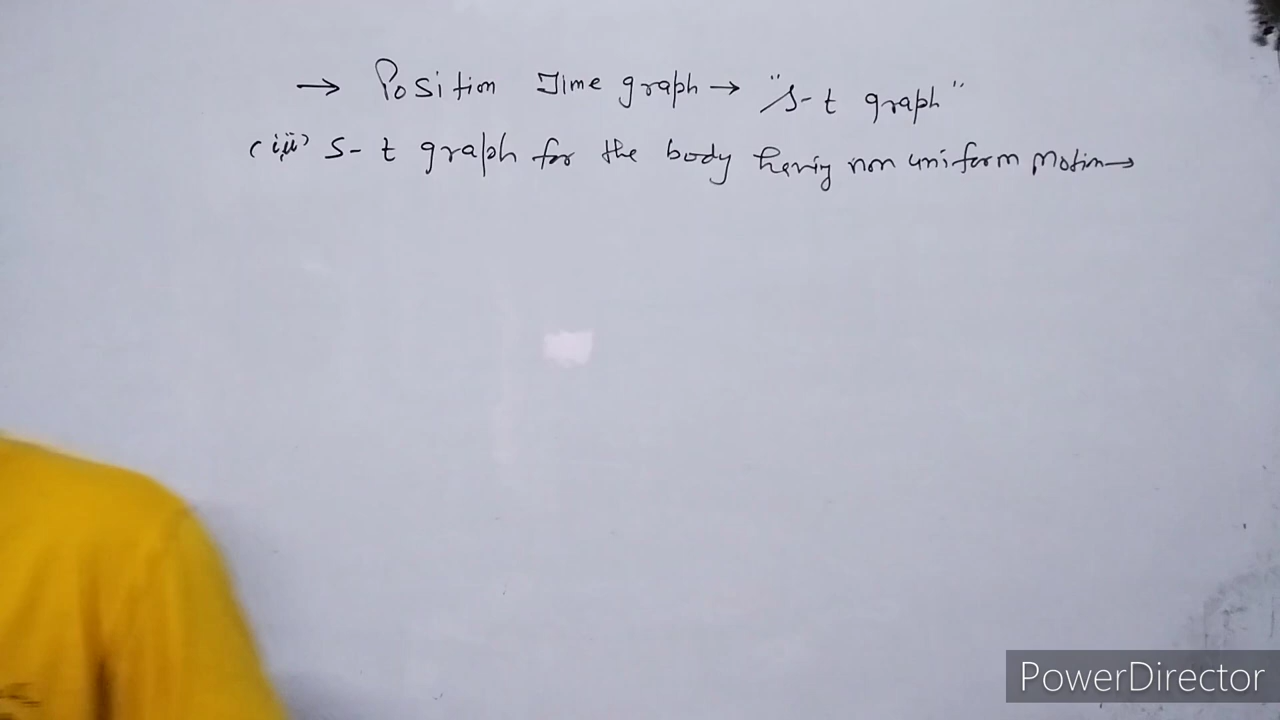 → Position Time graph → "s-t graph"
(iii) s-t graph for the body having non uniform motion →
PowerDirector